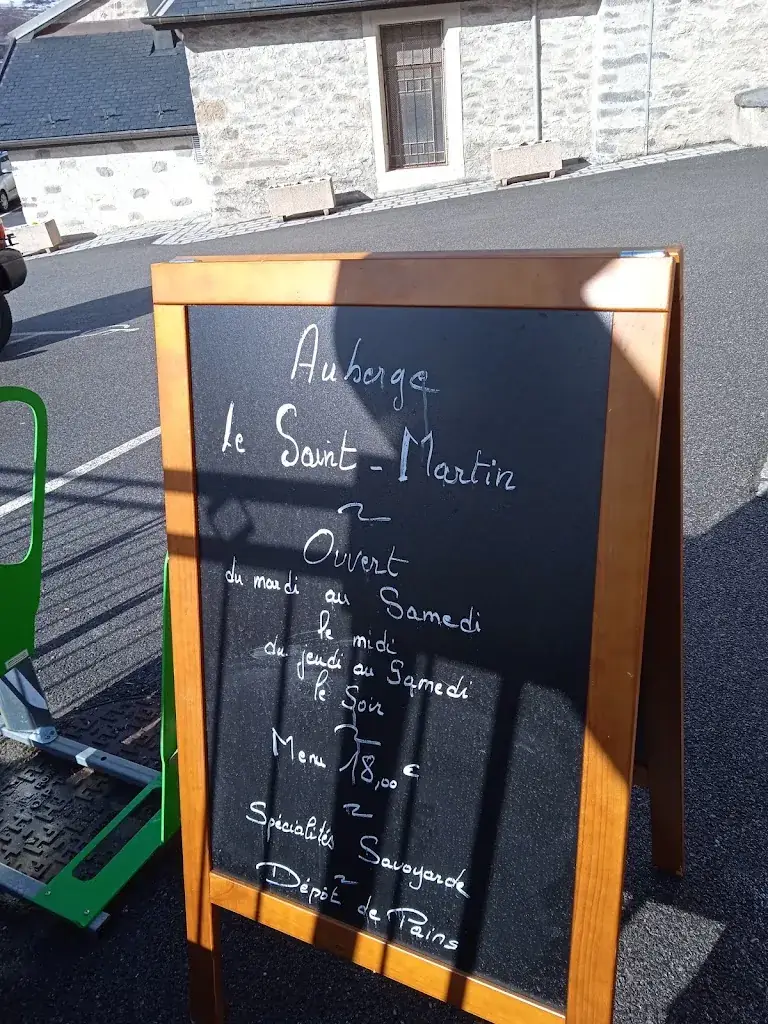 Auberge
Le Saint-Martin
Ouvert
du mardi au Samedi
le midi
du jeudi au Samedi
le Soir
Menu 18,00 €
Spécialités Savoyarde
Dépôt de Pains